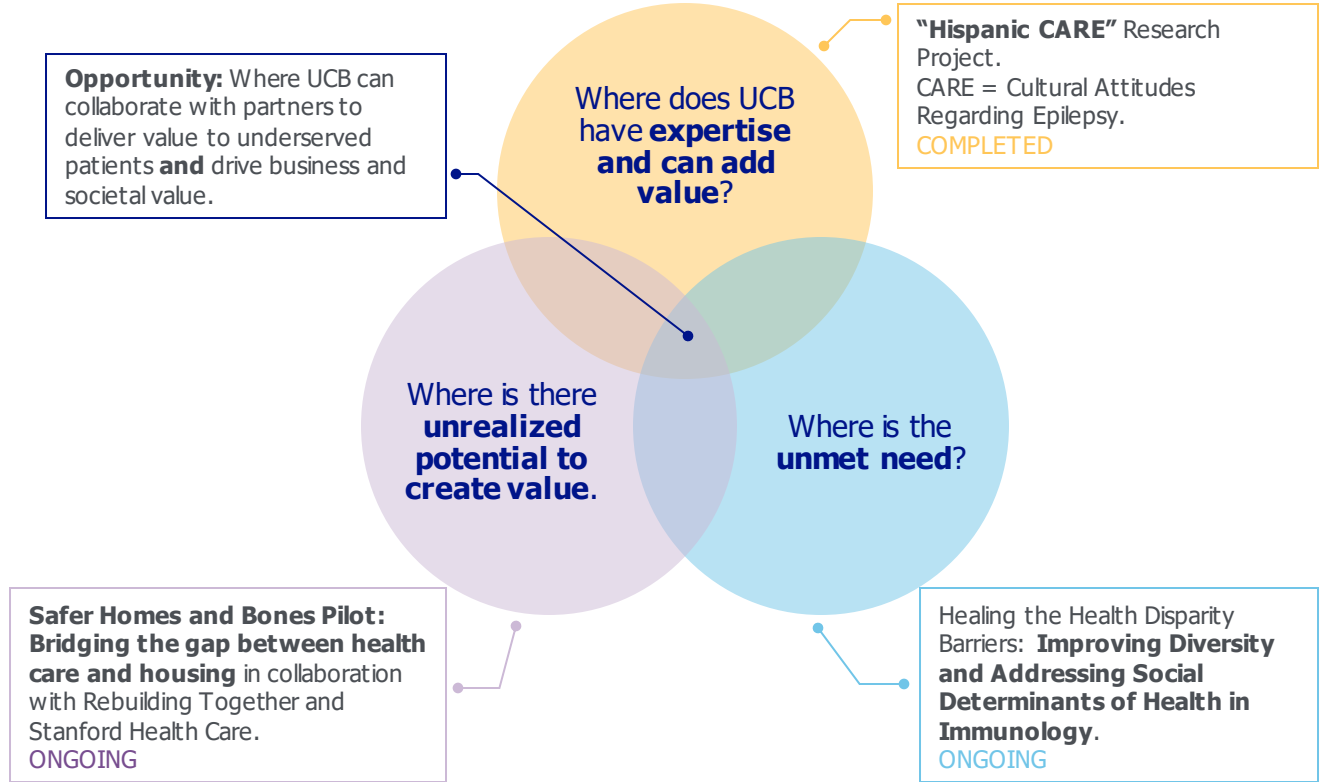 Opportunity: Where UCB can
collaborate with partners to
deliver value to underserved
patients and drive business and
societal value.
Where does UCB
have expertise
and can add
value?
“Hispanic CARE” Research
Project.
CARE = Cultural Attitudes
Regarding Epilepsy.
COMPLETED
Where is there
unrealized
potential to
create value.
Where is the
unmet need?
Safer Homes and Bones Pilot:
Bridging the gap between health
care and housing in collaboration
with Rebuilding Together and
Stanford Health Care.
ONGOING
Healing the Health Disparity
Barriers: Improving Diversity
and Addressing Social
Determinants of Health in
Immunology.
ONGOING